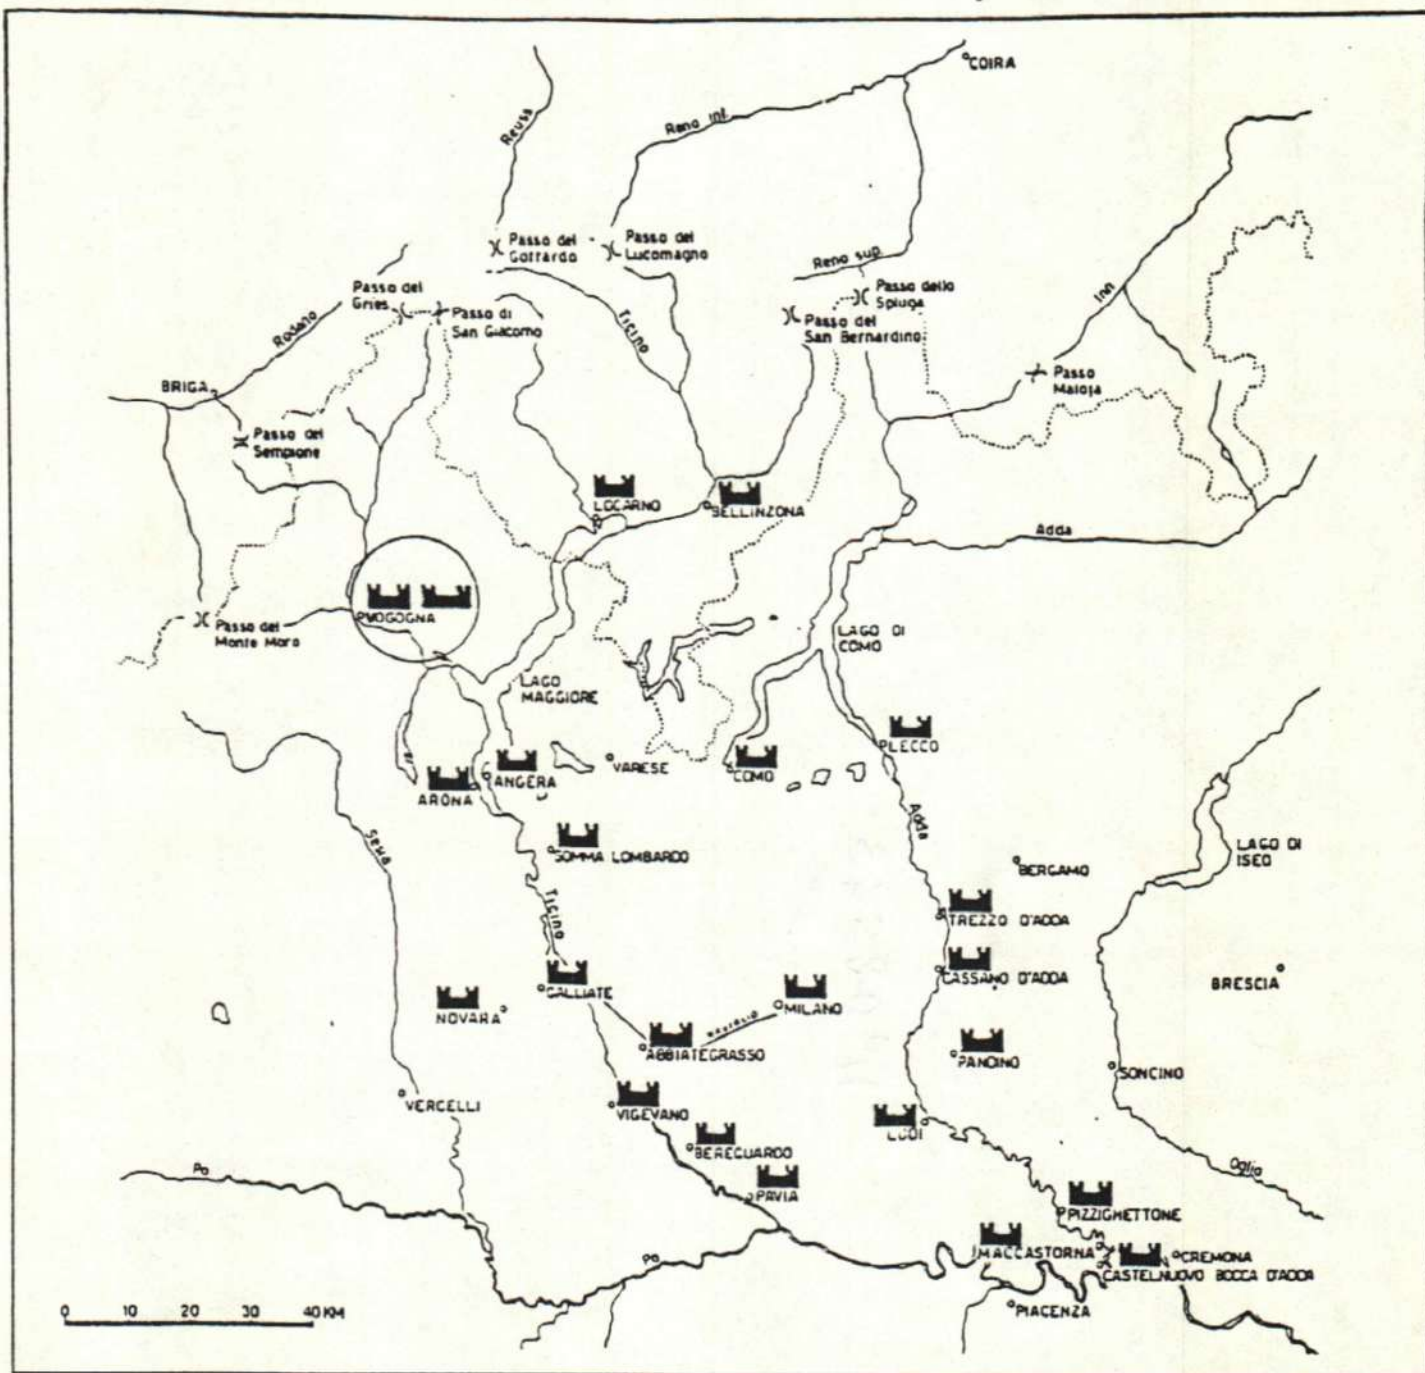 COIRA
Reuss
Reno inf.
Passo del
Gottardo
Passo del
Lucomagno
Reno sup.
Passo dello
Spluga
Inn
Passo del
Gries
Passo di
San Giacomo
Rodano
Ticino
Passo del
San Bernardino
Passo
Maloja
BRIGA
Passo del
Sempione
LOCARNO
BELLINZONA
Adda
VOGOGNA
Passo del
Monte Moro
LAGO DI
COMO
LAGO
MAGGIORE
LECCO
VARESE
COMO
ANGERA
ARONA
Adda
Sesia
SOMMA LOMBARDO
LAGO DI
ISEO
BERGAMO
Ticino
TREZZO D'ADDA
CASSANO D'ADDA
BRESCIA
GALLIATE
NOVARA
MILANO
NAVIGLIO
ABBIATEGRASSO
PANDINO
SONCINO
VERCELLI
VIGEVANO
LODI
BEREGUARDO
Oglio
Po
PAVIA
PIZZIGHETTONE
MACCASTORNA
CREMONA
Po
CASTELNUOVO BOCCA D'ADDA
PIACENZA
0 10 20 30 40 KM